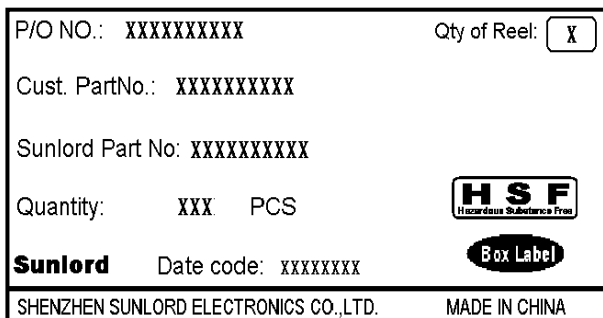 P/O NO.: XXXXXXXXXX Qty of Reel: X
Cust. PartNo.: XXXXXXXXXX
Sunlord Part No: XXXXXXXXXX
Quantity: XXX PCS
H S F
Hazardous Substance Free
Box Label
Sunlord Date code: XXXXXXXX
SHENZHEN SUNLORD ELECTRONICS CO.,LTD. MADE IN CHINA